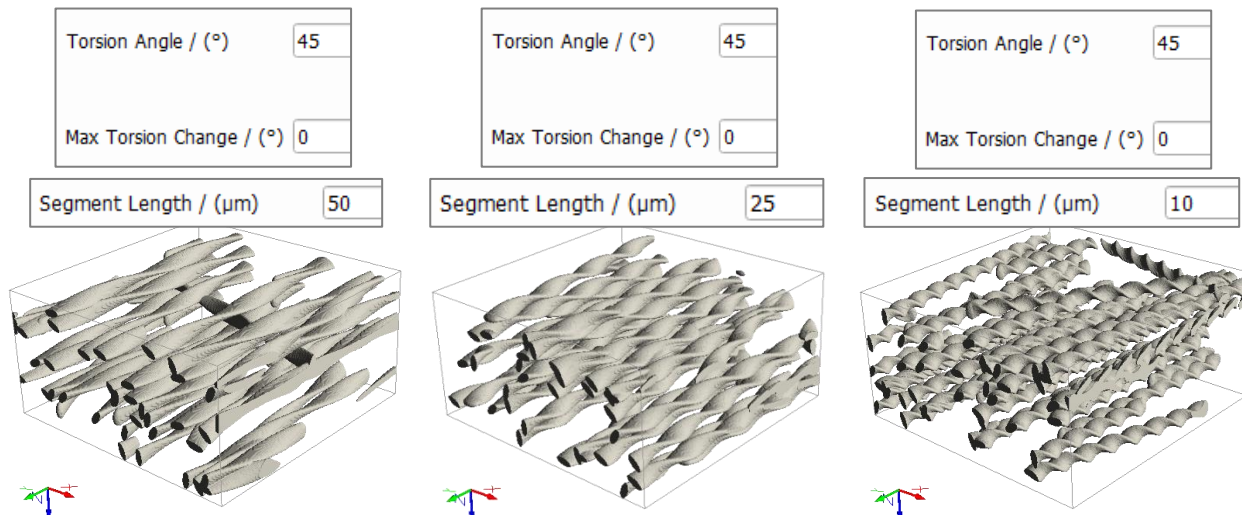 Torsion Angle / (°) 45
Max Torsion Change / (°) 0
Segment Length / (μm) 50
Torsion Angle / (°) 45
Max Torsion Change / (°) 0
Segment Length / (μm) 25
Torsion Angle / (°) 45
Max Torsion Change / (°) 0
Segment Length / (μm) 10